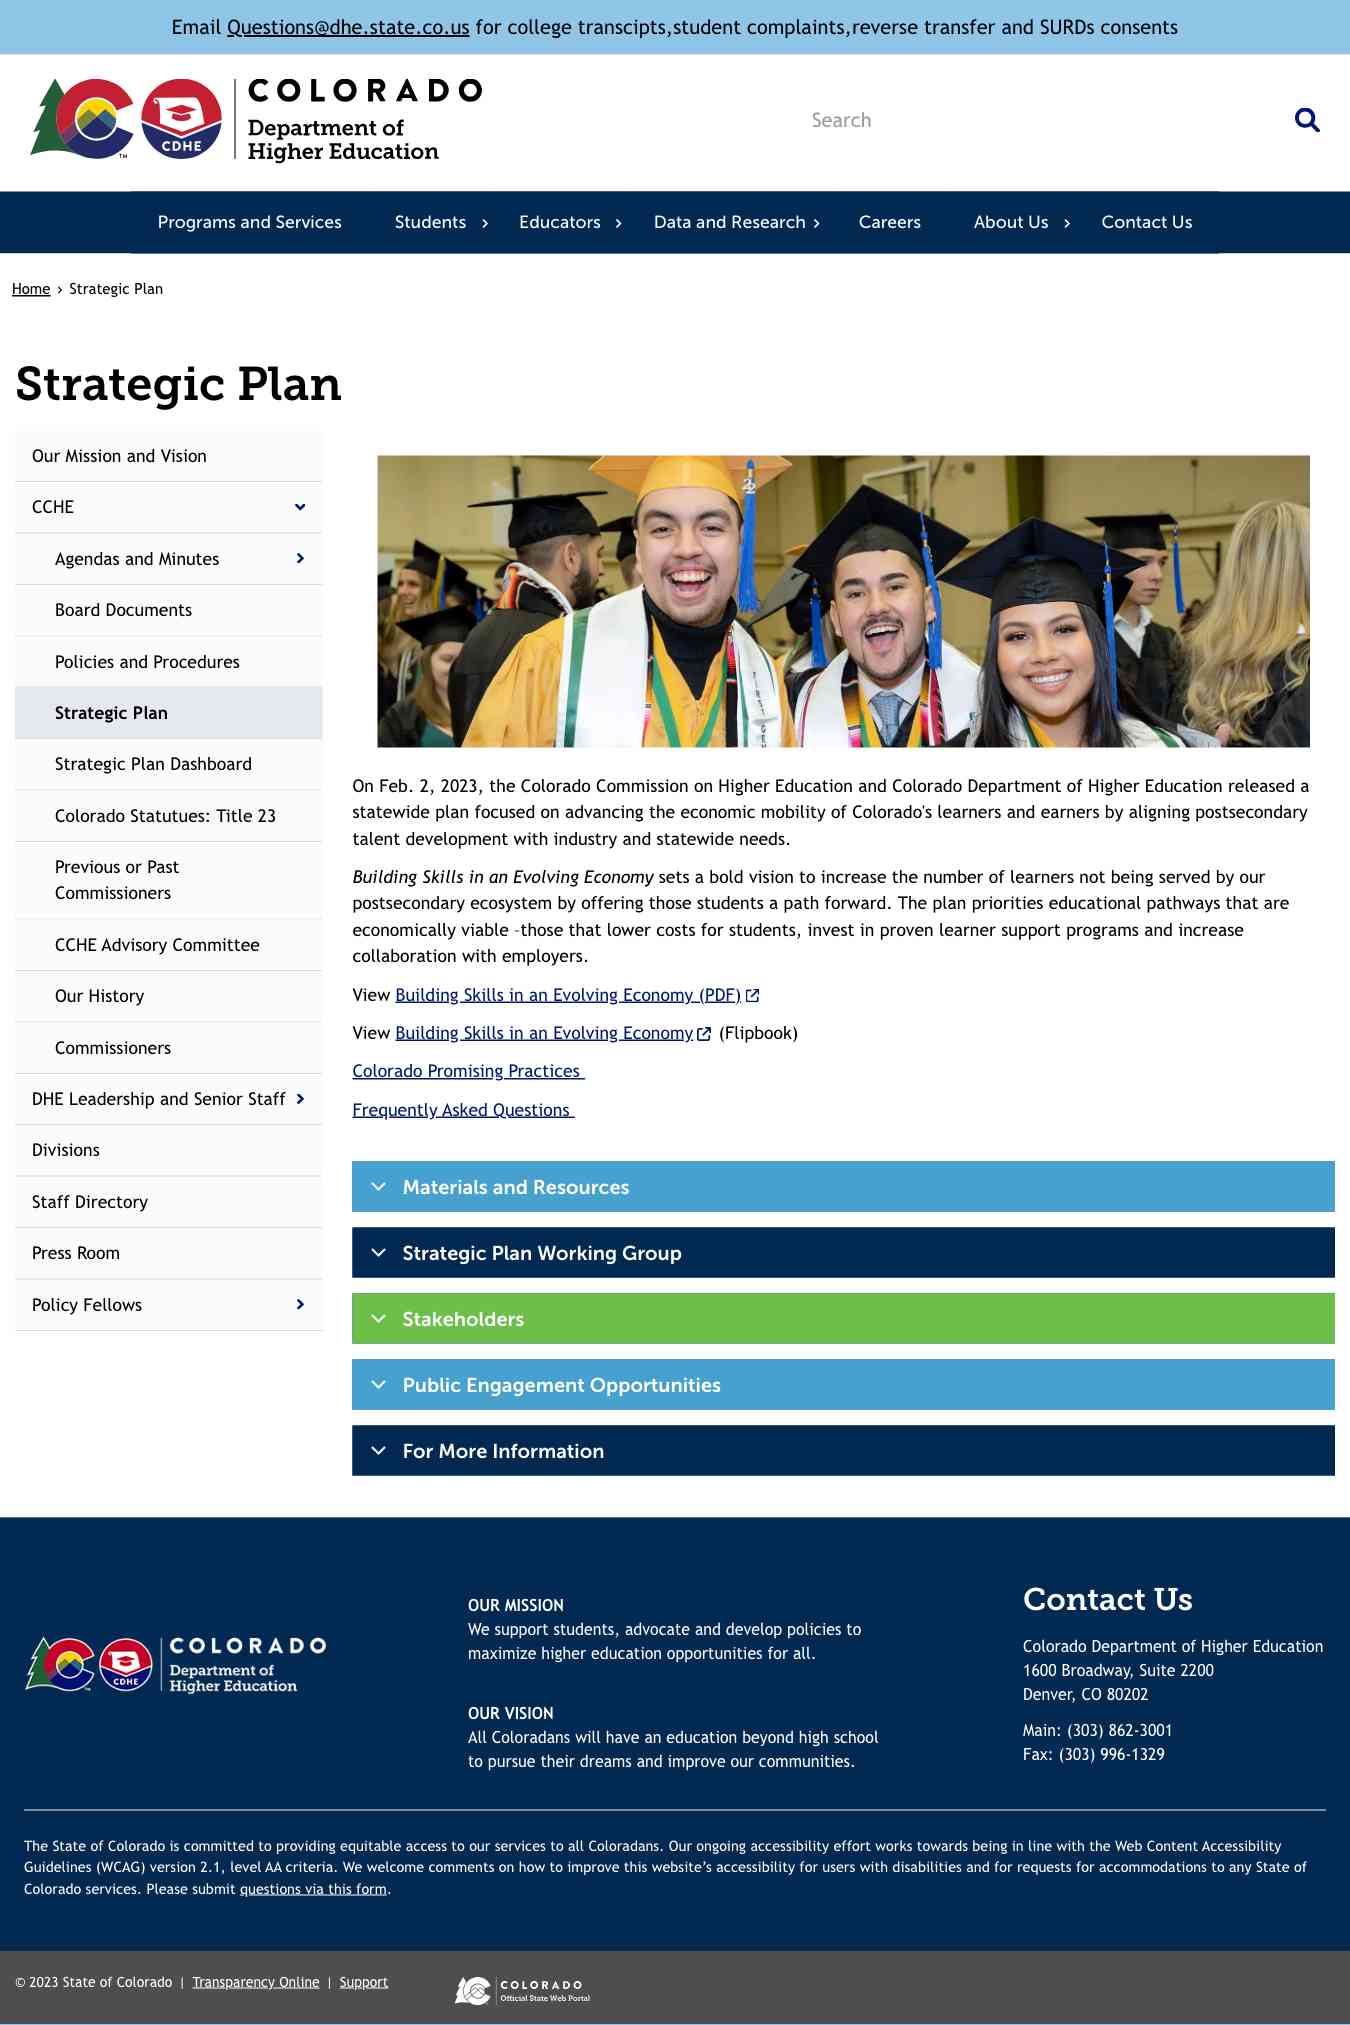 Email Questions@dhe.state.co.us for college transcipts,student complaints,reverse transfer and SURDs consents
CDHE
TM
COLORADO
Department of
Higher Education
Search
Programs and Services
Students
Educators
Data and Research
Careers
About Us
Contact Us
Home › Strategic Plan
Strategic Plan
Our Mission and Vision
CCHE
Agendas and Minutes
Board Documents
Policies and Procedures
Strategic Plan
Strategic Plan Dashboard
Colorado Statutues: Title 23
Previous or Past
Commissioners
CCHE Advisory Committee
Our History
Commissioners
DHE Leadership and Senior Staff
Divisions
Staff Directory
Press Room
Policy Fellows
On Feb. 2, 2023, the Colorado Commission on Higher Education and Colorado Department of Higher Education released a
statewide plan focused on advancing the economic mobility of Colorado's learners and earners by aligning postsecondary
talent development with industry and statewide needs.
Building Skills in an Evolving Economy sets a bold vision to increase the number of learners not being served by our
postsecondary ecosystem by offering those students a path forward. The plan priorities educational pathways that are
economically viable -those that lower costs for students, invest in proven learner support programs and increase
collaboration with employers.
View Building Skills in an Evolving Economy (PDF)
View Building Skills in an Evolving Economy (Flipbook)
Colorado Promising Practices
Frequently Asked Questions
Materials and Resources
Strategic Plan Working Group
Stakeholders
Public Engagement Opportunities
For More Information
CDHE
COLORADO
Department of
Higher Education
OUR MISSION
We support students, advocate and develop policies to
maximize higher education opportunities for all.
OUR VISION
All Coloradans will have an education beyond high school
to pursue their dreams and improve our communities.
Contact Us
Colorado Department of Higher Education
1600 Broadway, Suite 2200
Denver, CO 80202
Main: (303) 862-3001
Fax: (303) 996-1329
The State of Colorado is committed to providing equitable access to our services to all Coloradans. Our ongoing accessibility effort works towards being in line with the Web Content Accessibility
Guidelines (WCAG) version 2.1, level AA criteria. We welcome comments on how to improve this website’s accessibility for users with disabilities and for requests for accommodations to any State of
Colorado services. Please submit questions via this form.
© 2023 State of Colorado | Transparency Online | Support
COLORADO
Official State Web Portal